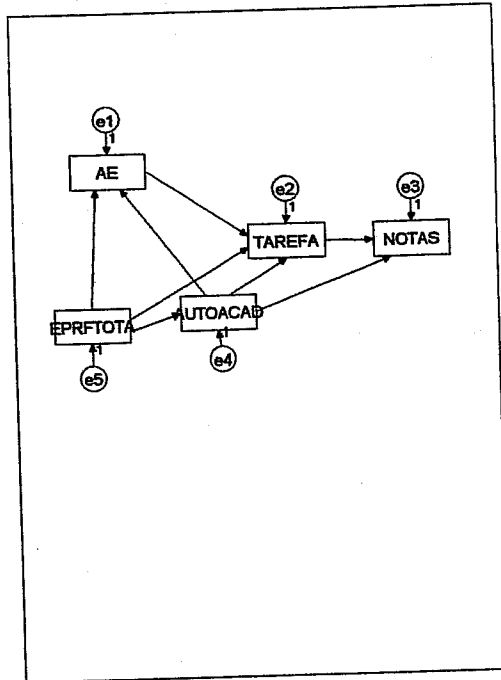 e1
1
AE
e2
1
TAREFA
e3
1
NOTAS
EPRFTOTA
1
e5
AUTOACAD
1
e4